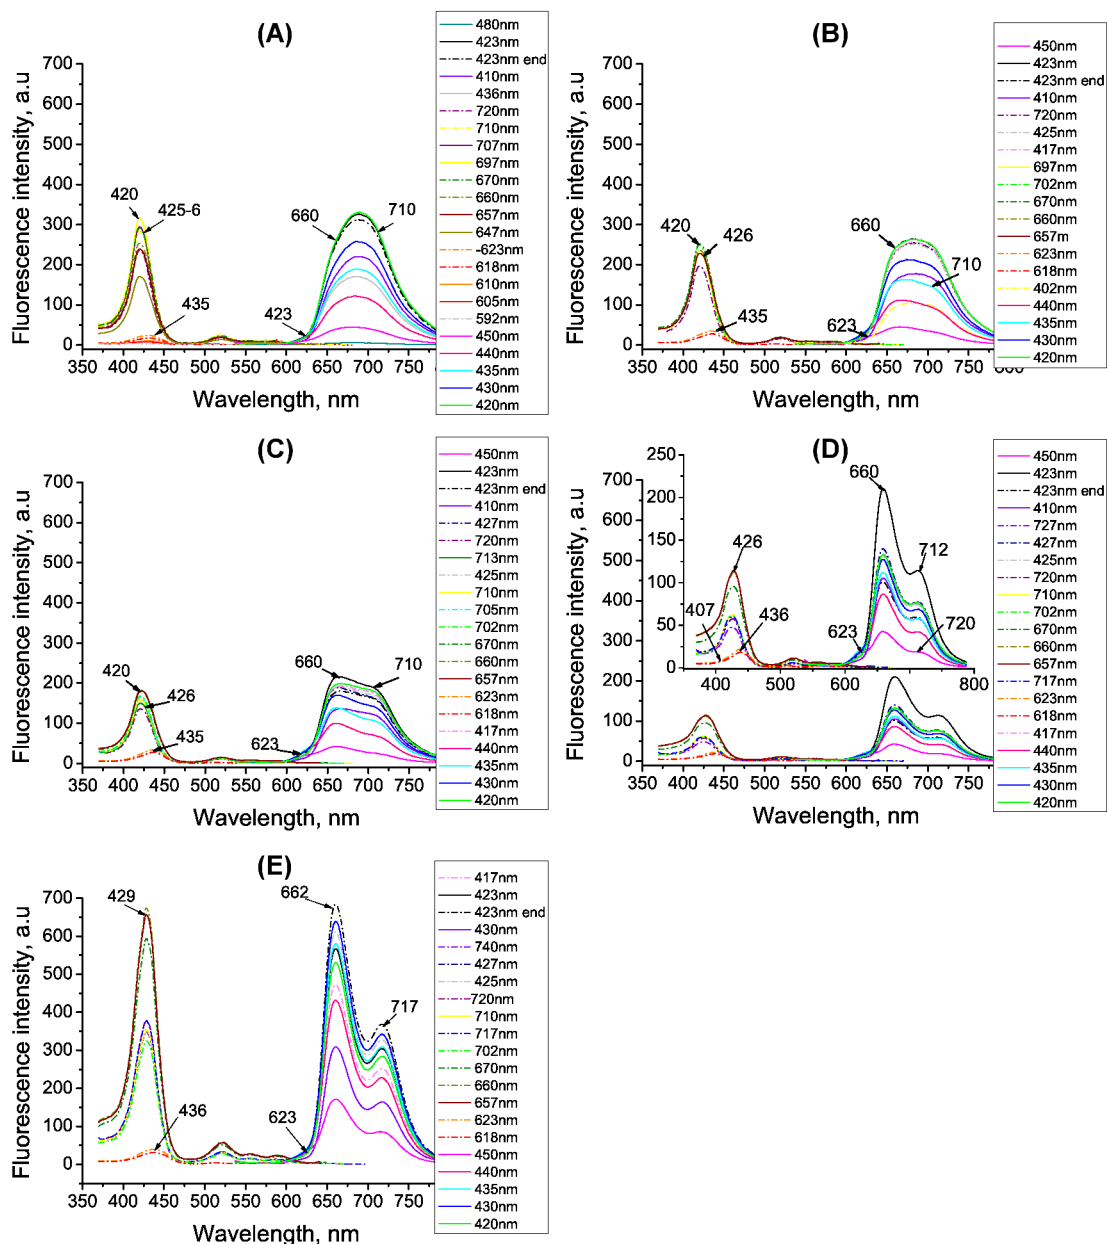 (A)
Fluorescence intensity, a.u
700
600
500
400
300
200
100
0
350 400 450 500 550 600 650 700 750
Wavelength, nm
420
425-6
435
423
660
710
480nm
423nm
423nm end
410nm
436nm
720nm
710nm
707nm
697nm
670nm
660nm
657nm
647nm
-623nm
618nm
610nm
605nm
592nm
450nm
440nm
435nm
430nm
420nm
(B)
Fluorescence intensity, a.u
700
600
500
400
300
200
100
0
350 400 450 500 550 600 650 700 750
Wavelength, nm
420
426
435
623
660
710
450nm
423nm
423nm end
410nm
720nm
425nm
417nm
697nm
702nm
670nm
660nm
657m
623nm
618nm
402nm
440nm
435nm
430nm
420nm
(C)
Fluorescence intensity, a.u
700
600
500
400
300
200
100
0
350 400 450 500 550 600 650 700 750
Wavelength, nm
420
426
435
623
660
710
450nm
423nm
423nm end
410nm
427nm
720nm
713nm
425nm
710nm
705nm
702nm
670nm
660nm
657nm
623nm
618nm
417nm
440nm
435nm
430nm
420nm
(D)
Fluorescence intensity, a.u
700
600
500
400
300
200
100
0
350 400 450 500 550 600 650 700 750
Wavelength, nm
250
200
150
100
50
0
400 500 600 700 800
407
426
436
623
660
712
720
450nm
423nm
423nm end
410nm
727nm
427nm
425nm
720nm
710nm
702nm
670nm
660nm
657nm
717nm
623nm
618nm
417nm
440nm
435nm
430nm
420nm
(E)
Fluorescence intensity, a.u
700
600
500
400
300
200
100
0
350 400 450 500 550 600 650 700 750
Wavelength, nm
429
436
623
662
717
417nm
423nm
423nm end
430nm
740nm
427nm
425nm
720nm
710nm
717nm
702nm
670nm
660nm
657nm
623nm
618nm
450nm
440nm
435nm
430nm
420nm